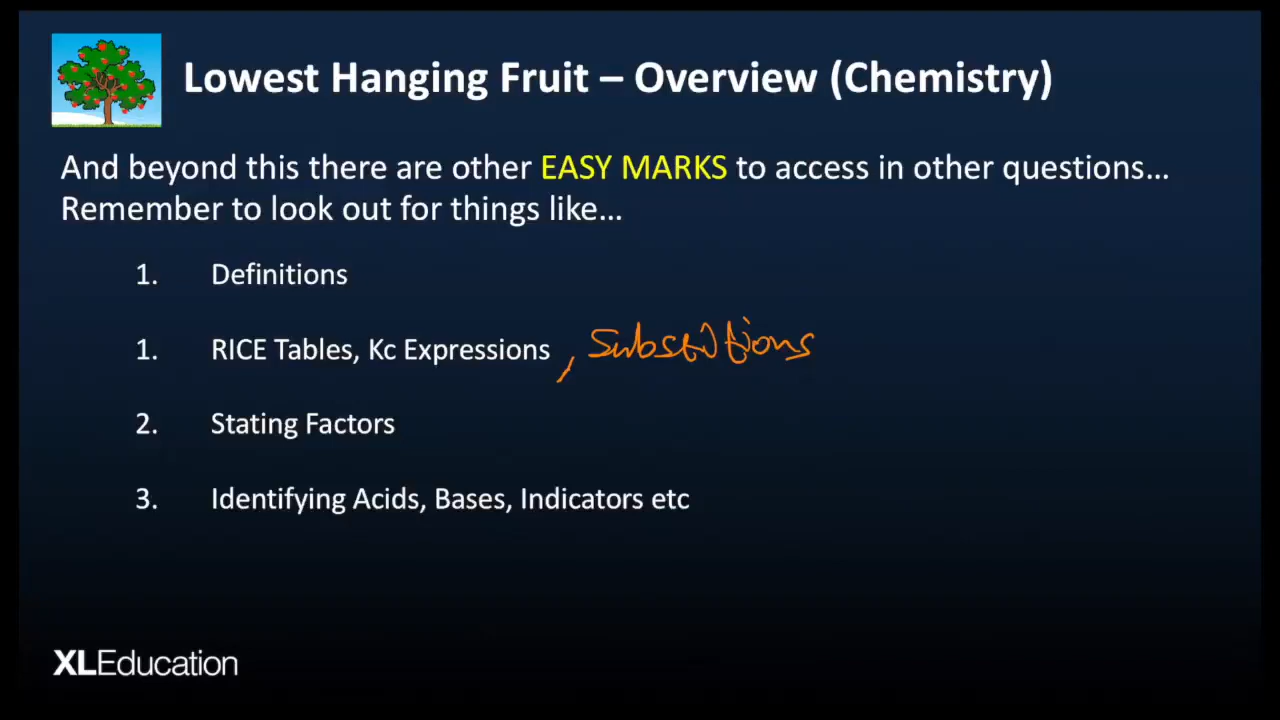 Lowest Hanging Fruit – Overview (Chemistry)
And beyond this there are other EASY MARKS to access in other questions…
Remember to look out for things like…
1. Definitions
1. RICE Tables, Kc Expressions , Substitutions
2. Stating Factors
3. Identifying Acids, Bases, Indicators etc
XLEducation